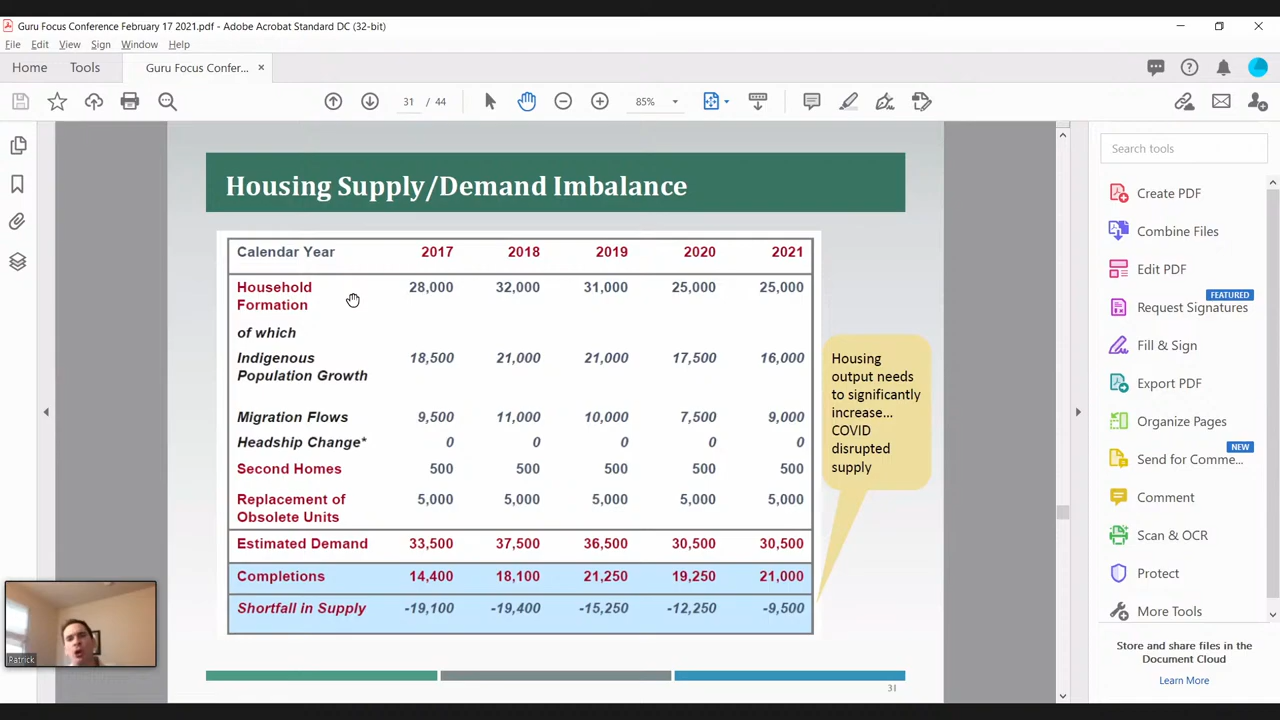 Guru Focus Conference February 17 2021.pdf - Adobe Acrobat Standard DC (32-bit)
File Edit View Sign Window Help
Home Tools Guru Focus Confer... ×
31 / 44 85%
Search tools
Create PDF
Combine Files
Edit PDF
FEATURED
Request Signatures
Fill & Sign
Export PDF
Organize Pages
NEW
Send for Comme...
Comment
Scan & OCR
Protect
More Tools
Store and share files in the
Document Cloud
Learn More
Housing Supply/Demand Imbalance
Calendar Year 2017 2018 2019 2020 2021
Household 28,000 32,000 31,000 25,000 25,000
Formation
of which
Indigenous 18,500 21,000 21,000 17,500 16,000
Population Growth
Migration Flows 9,500 11,000 10,000 7,500 9,000
Headship Change* 0 0 0 0 0
Second Homes 500 500 500 500 500
Replacement of 5,000 5,000 5,000 5,000 5,000
Obsolete Units
Estimated Demand 33,500 37,500 36,500 30,500 30,500
Completions 14,400 18,100 21,250 19,250 21,000
Shortfall in Supply -19,100 -19,400 -15,250 -12,250 -9,500
Housing
output needs
to significantly
increase...
COVID
disrupted
supply
31
Patrick